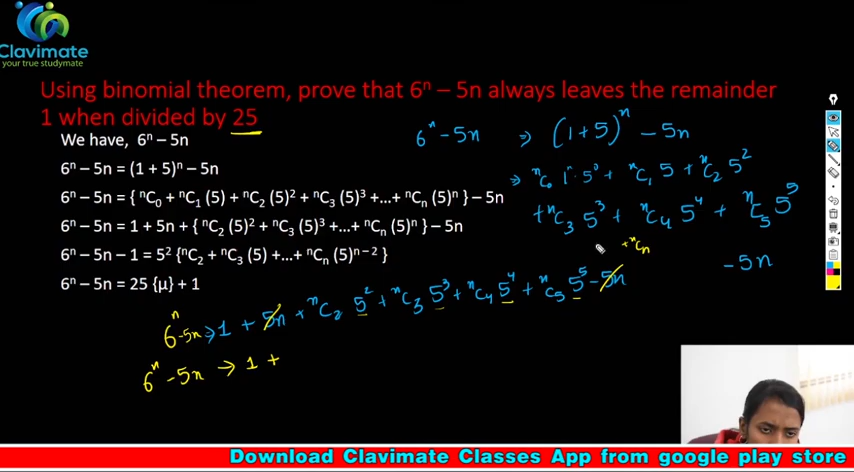 Clavimate
your true studymate
Using binomial theorem, prove that 6ⁿ – 5n always leaves the remainder
1 when divided by 25
We have, 6ⁿ – 5n
6ⁿ – 5n = (1 + 5)ⁿ – 5n
6ⁿ – 5n = { ⁿC₀ + ⁿC₁ (5) + ⁿC₂ (5)² + ⁿC₃ (5)³ +...+ ⁿCₙ (5)ⁿ } – 5n
6ⁿ – 5n = 1 + 5n + { ⁿC₂ (5)² + ⁿC₃ (5)³ +...+ ⁿCₙ (5)ⁿ } – 5n
6ⁿ – 5n – 1 = 5² {ⁿC₂ + ⁿC₃ (5) +...+ ⁿCₙ (5)ⁿ⁻² }
6ⁿ – 5n = 25 {μ} + 1
6ⁿ - 5n ⇒ (1 + 5)ⁿ - 5n
⇒ ⁿC₀ 1ⁿ · 5⁰ + ⁿC₁ 5 + ⁿC₂ 5²
+ ⁿC₃ 5³ + ⁿC₄ 5⁴ + ⁿC₅ 5⁵
+ ⁿCₙ
- 5n
6ⁿ - 5n ⇒ 1 + 5n + ⁿC₂ 5² + ⁿC₃ 5³ + ⁿC₄ 5⁴ + ⁿC₅ 5⁵ - 5n
6ⁿ - 5n → 1 +
Download Clavimate Classes App from google play store